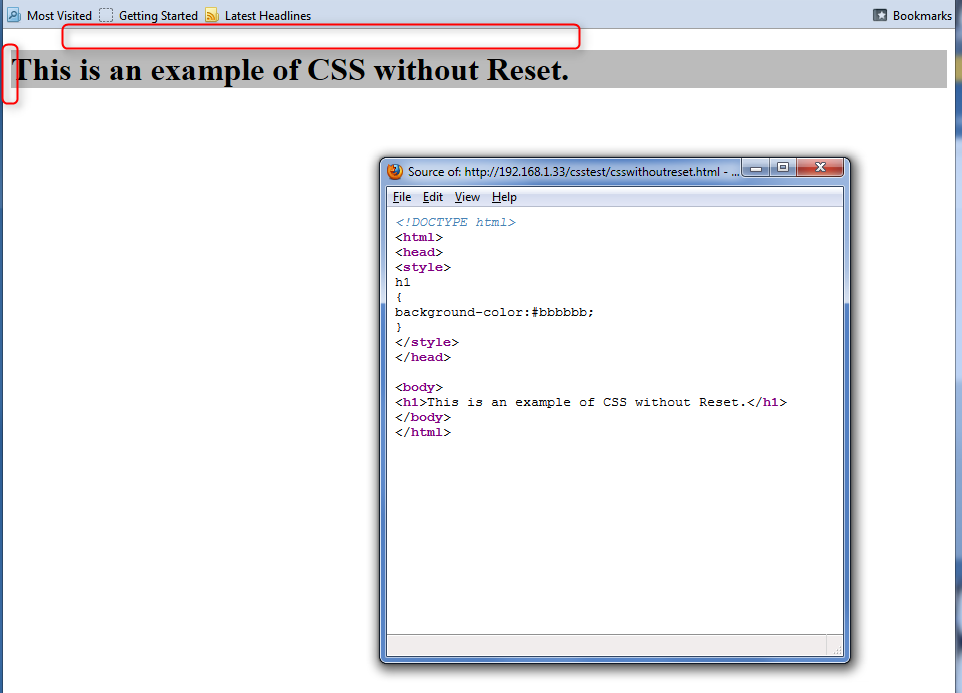 Most Visited Getting Started Latest Headlines Bookmarks
This is an example of CSS without Reset.
Source of: http://192.168.1.33/csstest/csswithoutreset.html - ...
File Edit View Help
<!DOCTYPE html>
<html>
<head>
<style>
h1
{
background-color:#bbbbbb;
}
</style>
</head>
<body>
<h1>This is an example of CSS without Reset.</h1>
</body>
</html>